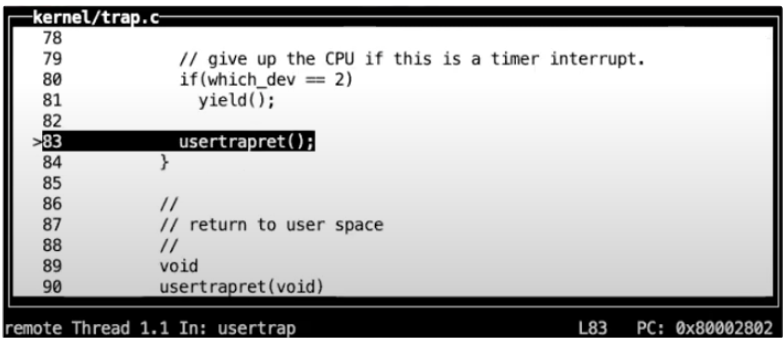 kernel/trap.c
78
79 // give up the CPU if this is a timer interrupt.
80 if(which_dev == 2)
81 yield();
82
>83 usertrapret();
84 }
85
86 //
87 // return to user space
88 //
89 void
90 usertrapret(void)
remote Thread 1.1 In: usertrap L83 PC: 0x80002802